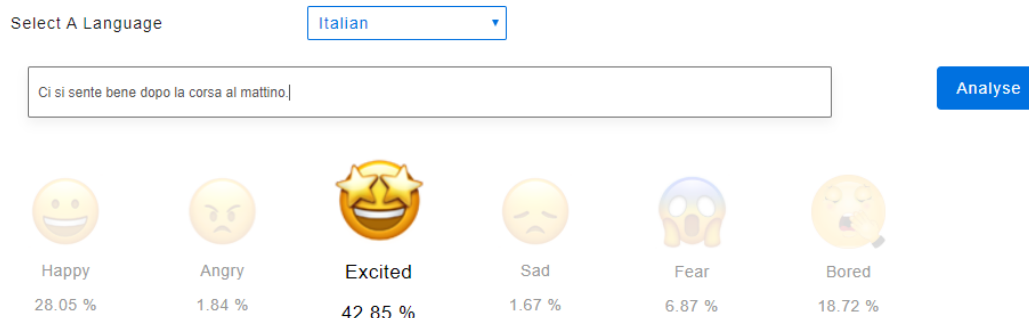 Select A Language Italian
Ci si sente bene dopo la corsa al mattino. Analyse
Happy Angry Excited Sad Fear Bored
28.05 % 1.84 % 42.85 % 1.67 % 6.87 % 18.72 %